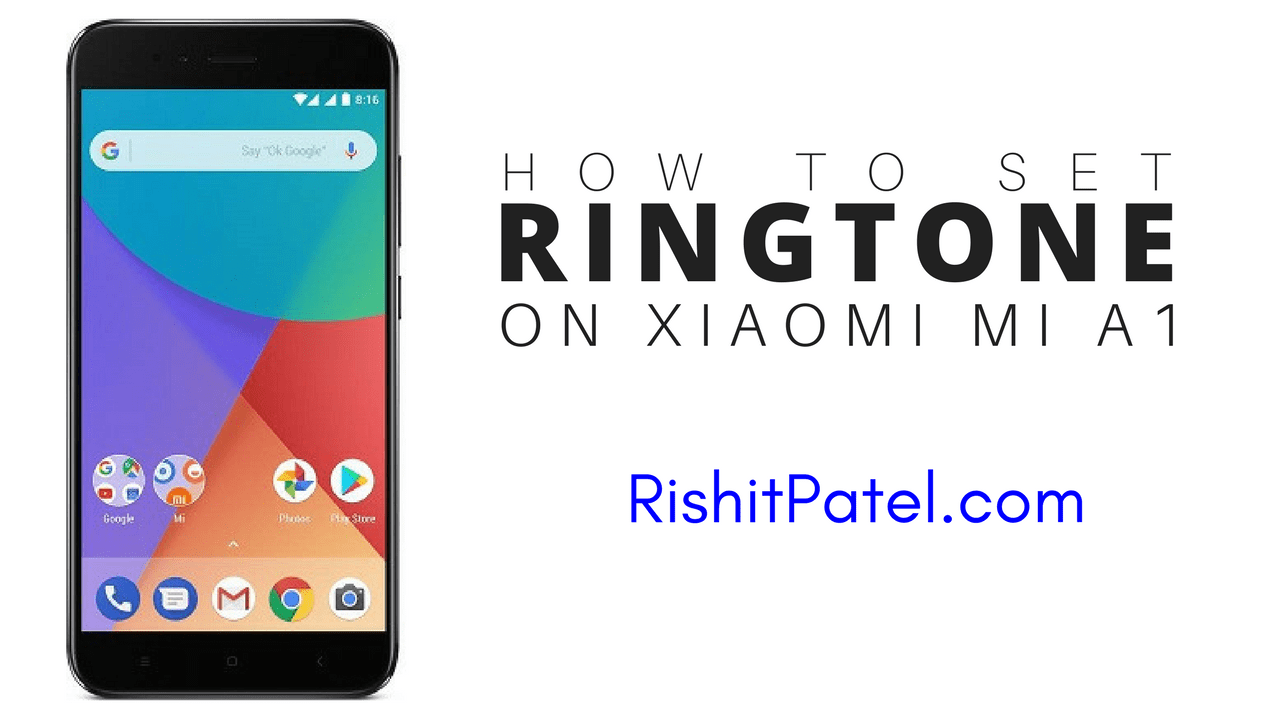 8:16
Say "Ok Google"
Google Mi Photos Play Store
HOW TO SET
RINGTONE
ON XIAOMI MI A1
RishitPatel.com